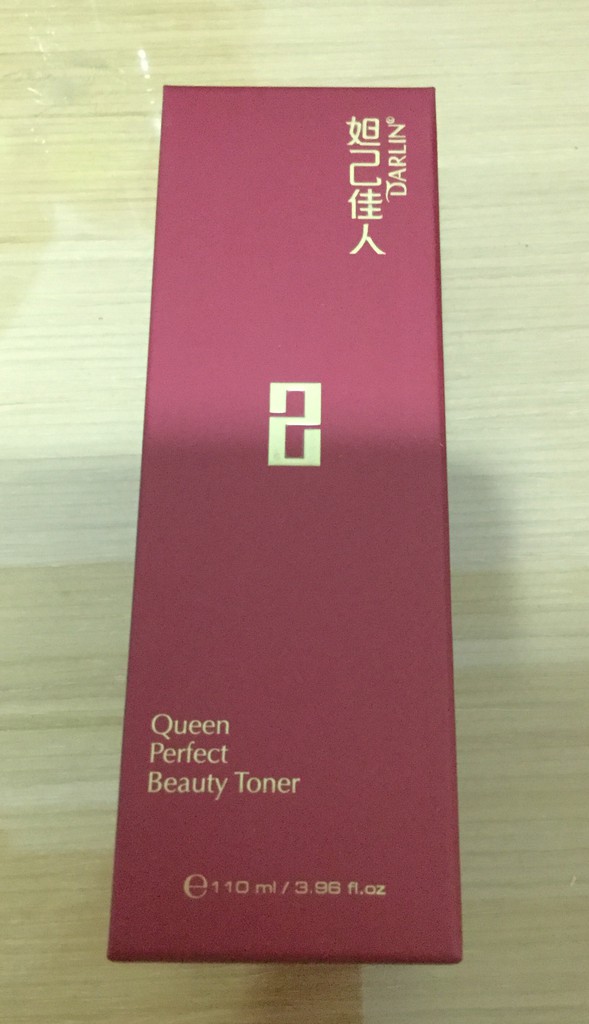 妲己佳人
DARLIN®
Queen
Perfect
Beauty Toner
℮110 ml / 3.96 fl.oz